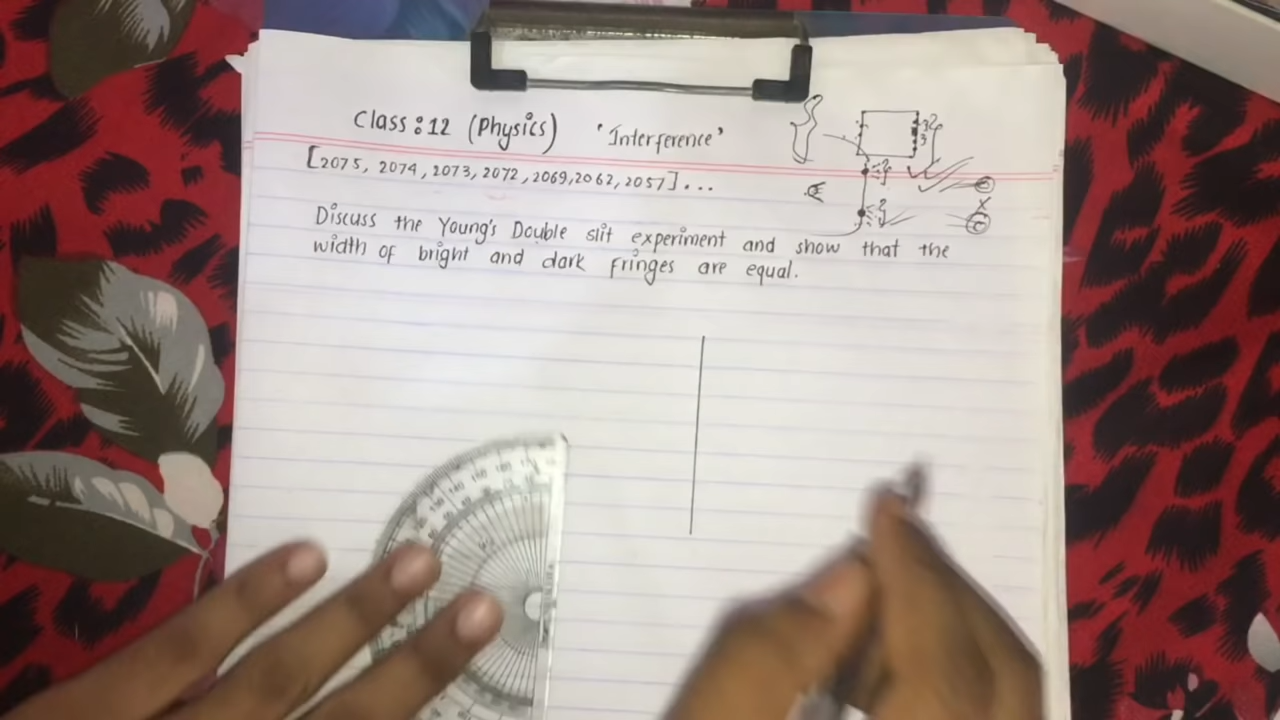 Class:12 (Physics) 'Interference'
[2075, 2074, 2073, 2072, 2069, 2062, 2057]...
Discuss the Young's Double slit experiment and show that the
width of bright and dark fringes are equal.